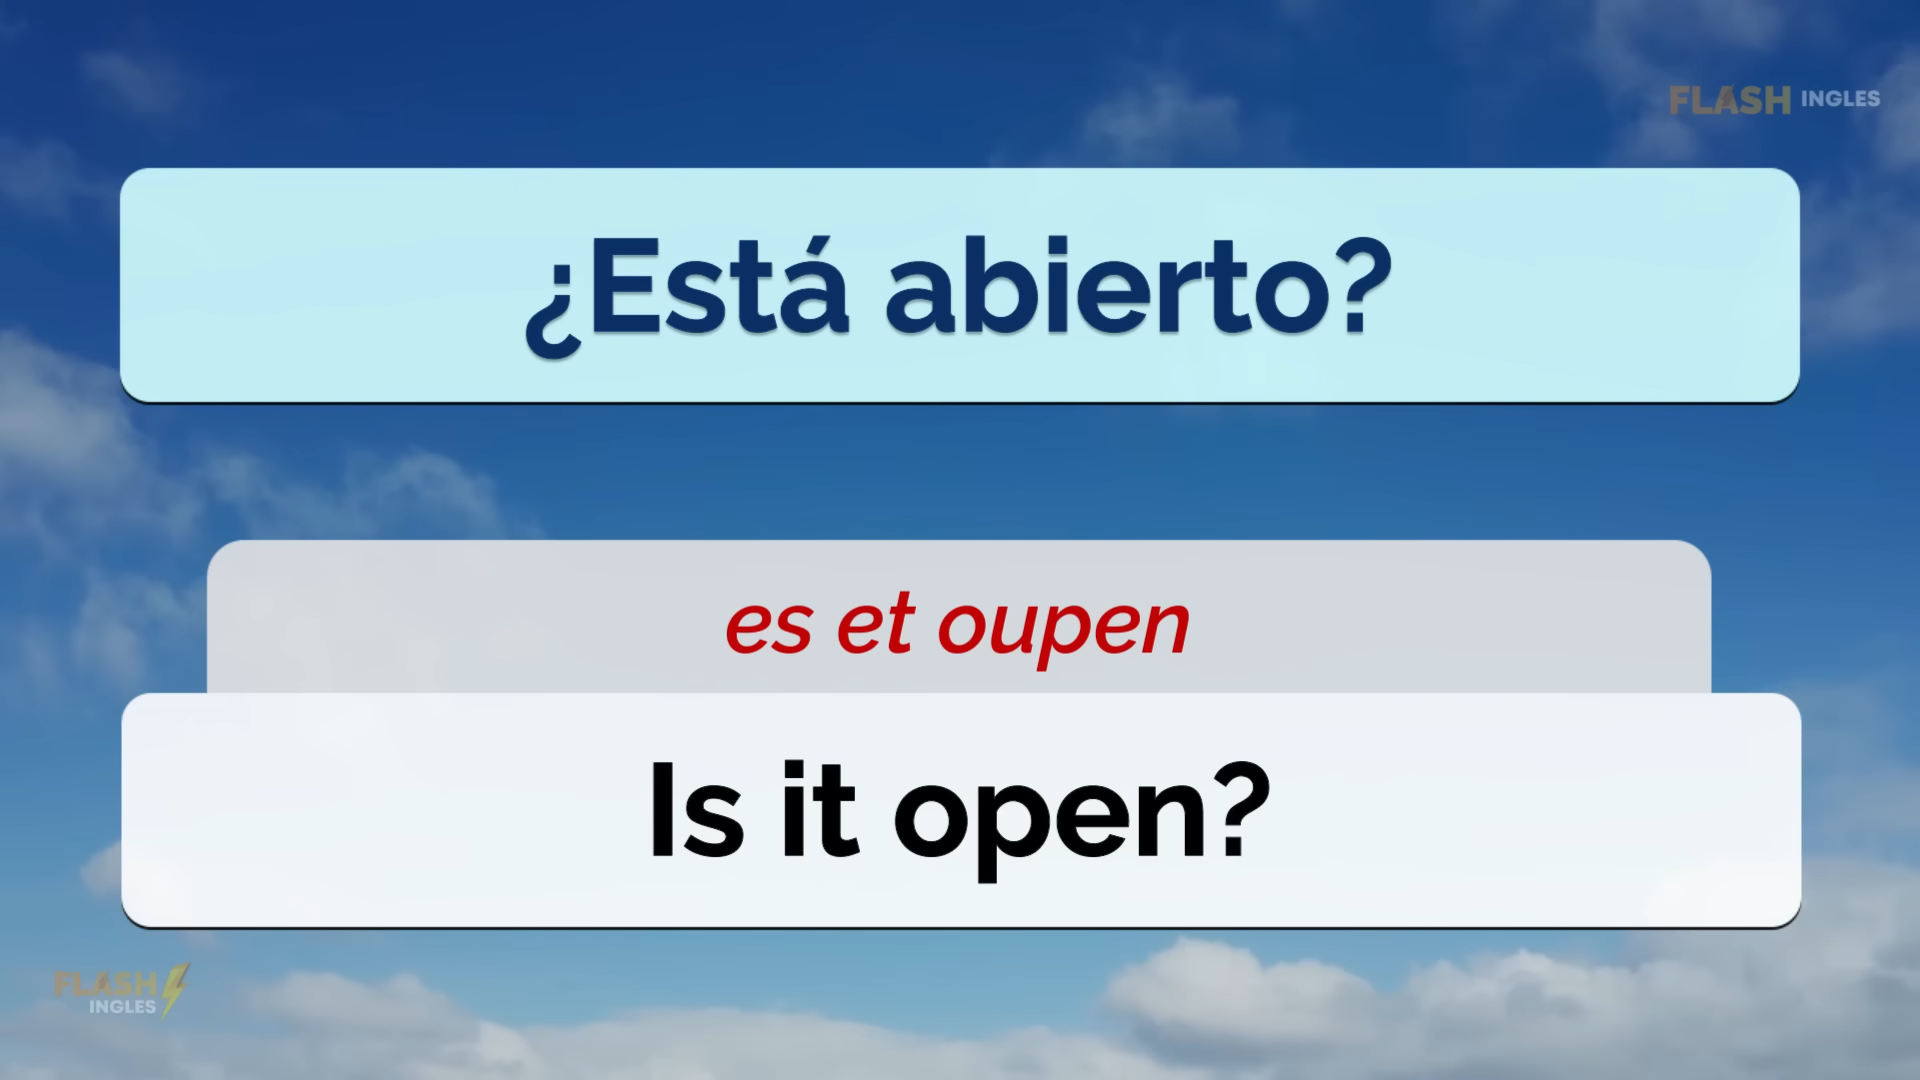 FLASH INGLES
¿Está abierto?
es et oupen
Is it open?
FLASH
INGLES